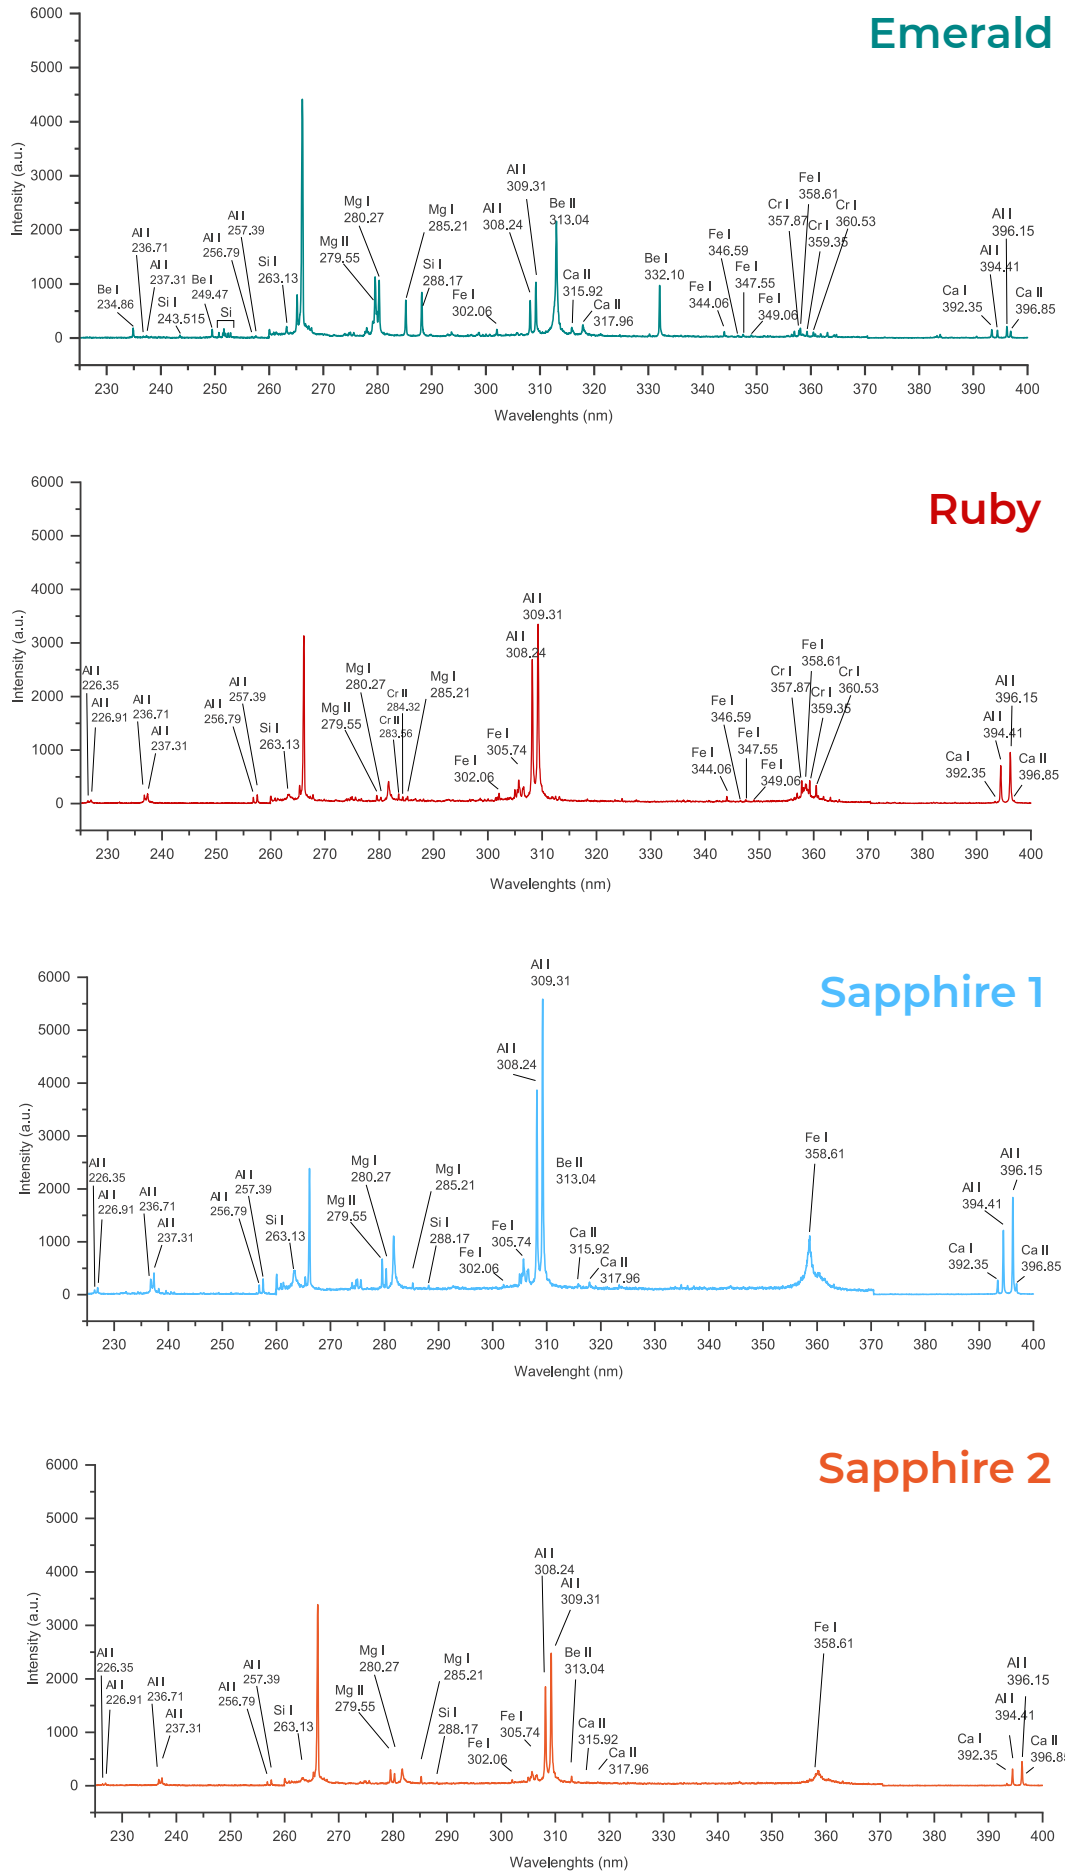 Emerald
6000
5000
4000
3000
2000
1000
0
Intensity (a.u.)
Be I
234.86
Al I
236.71
Al I
237.31
Si I
243.515
Be I
249.47
Si
Al I
256.79
Al I
257.39
Si I
263.13
Mg II
279.55
Mg I
280.27
Mg I
285.21
Si I
288.17
Fe I
302.06
Al I
308.24
Al I
309.31
Be II
313.04
Ca II
315.92
Ca II
317.96
Be I
332.10
Fe I
344.06
Fe I
346.59
Fe I
347.55
Fe I
349.06
Cr I
357.87
Fe I
358.61
Cr I
359.35
Cr I
360.53
Ca I
392.35
Al I
394.41
Al I
396.15
Ca II
396.85
230 240 250 260 270 280 290 300 310 320 330 340 350 360 370 380 390 400
Wavelenghts (nm)
Ruby
6000
5000
4000
3000
2000
1000
0
Intensity (a.u.)
Al I
226.35
Al I
226.91
Al I
236.71
Al I
237.31
Al I
256.79
Al I
257.39
Si I
263.13
Mg II
279.55
Mg I
280.27
Cr II
283.56
Cr II
284.32
Mg I
285.21
Fe I
302.06
Fe I
305.74
Al I
308.24
Al I
309.31
Fe I
344.06
Fe I
346.59
Fe I
347.55
Fe I
349.06
Cr I
357.87
Fe I
358.61
Cr I
359.35
Cr I
360.53
Ca I
392.35
Al I
394.41
Al I
396.15
Ca II
396.85
230 240 250 260 270 280 290 300 310 320 330 340 350 360 370 380 390 400
Wavelenghts (nm)
Sapphire 1
6000
5000
4000
3000
2000
1000
0
Intensity (a.u.)
Al I
226.35
Al I
226.91
Al I
236.71
Al I
237.31
Al I
256.79
Al I
257.39
Si I
263.13
Mg II
279.55
Mg I
280.27
Mg I
285.21
Si I
288.17
Fe I
302.06
Fe I
305.74
Al I
308.24
Al I
309.31
Be II
313.04
Ca II
315.92
Ca II
317.96
Fe I
358.61
Ca I
392.35
Al I
394.41
Al I
396.15
Ca II
396.85
230 240 250 260 270 280 290 300 310 320 330 340 350 360 370 380 390 400
Wavelenght (nm)
Sapphire 2
6000
5000
4000
3000
2000
1000
0
Intensity (a.u.)
Al I
226.35
Al I
226.91
Al I
236.71
Al I
237.31
Al I
256.79
Al I
257.39
Si I
263.13
Mg II
279.55
Mg I
280.27
Mg I
285.21
Si I
288.17
Fe I
302.06
Fe I
305.74
Al I
308.24
Al I
309.31
Be II
313.04
Ca II
315.92
Ca II
317.96
Fe I
358.61
Ca I
392.35
Al I
394.41
Al I
396.15
Ca II
396.85
230 240 250 260 270 280 290 300 310 320 330 340 350 360 370 380 390 400
Wavelenghts (nm)